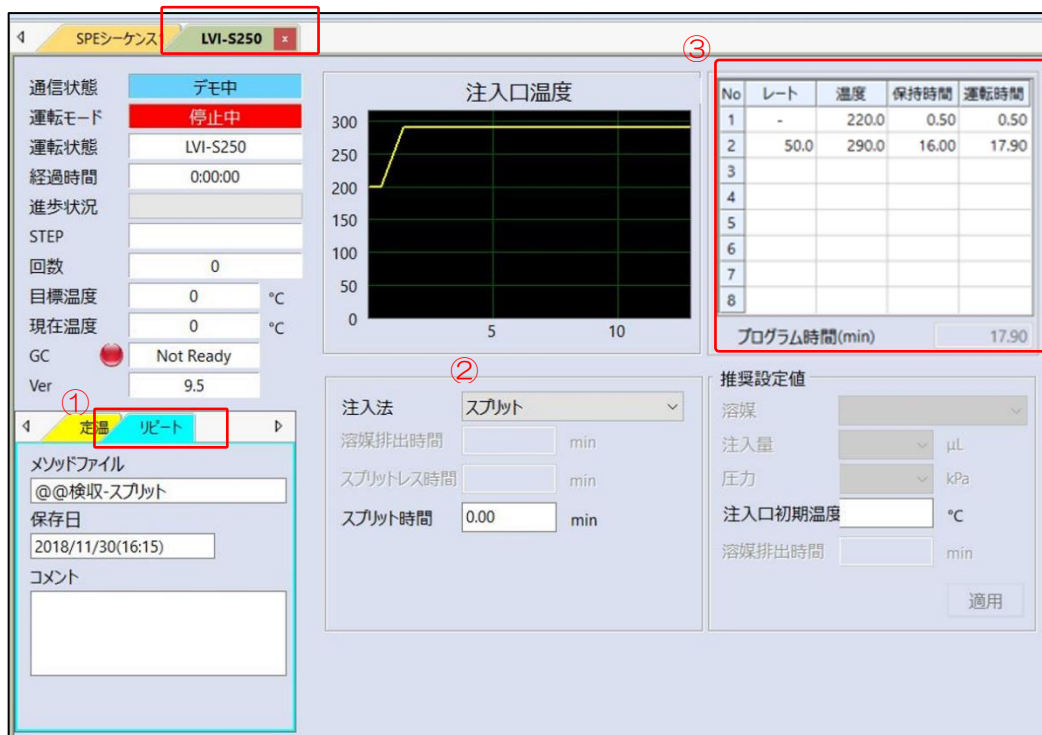 SPEシーケンス
LVI-S250 x
通信状態 デモ中
運転モード 停止中
運転状態 LVI-S250
経過時間 0:00:00
進歩状況
STEP
回数 0
目標温度 0 °C
現在温度 0 °C
GC Not Ready
Ver 9.5
①
定温 リピート
メソッドファイル
@@検収-スプリット
保存日
2018/11/30(16:15)
コメント
注入口温度
300
250
200
150
100
50
0
5 10
②
注入法 スプリット
溶媒排出時間 min
スプリットレス時間 min
スプリット時間 0.00 min
③
No レート 温度 保持時間 運転時間
1 - 220.0 0.50 0.50
2 50.0 290.0 16.00 17.90
3
4
5
6
7
8
プログラム時間(min) 17.90
推奨設定値
溶媒
注入量 μL
圧力 kPa
注入口初期温度 °C
溶媒排出時間 min
適用